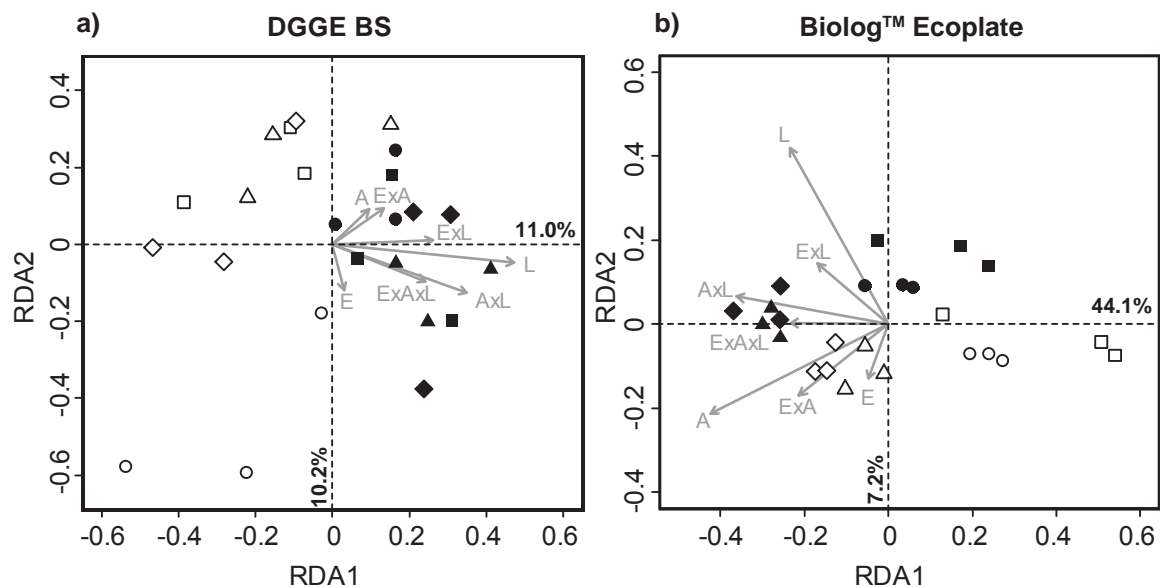 a) DGGE BS
RDA2
0.4
0.2
0
-0.2
-0.4
-0.6
A
ExA
ExL
L
ExAxL
AxL
E
11.0%
10.2%
-0.6
-0.4
-0.2
0
0.2
0.4
0.6
RDA1
b) Biolog™ Ecoplate
RDA2
0.6
0.4
0.2
0
-0.2
-0.4
L
ExL
AxL
ExAxL
A
ExA
E
44.1%
7.2%
-0.4
-0.2
0
0.2
0.4
0.6
RDA1